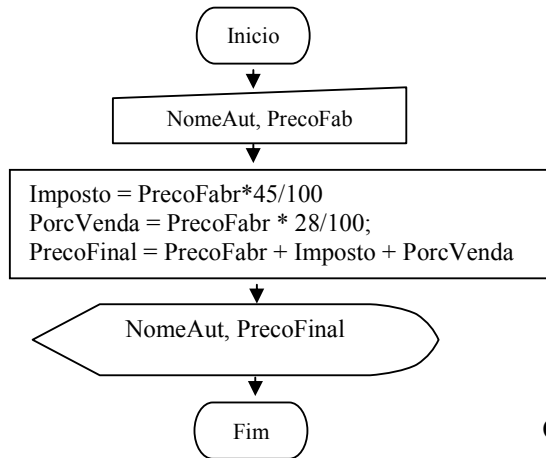 Inicio
NomeAut, PrecoFab
Imposto = PrecoFabr*45/100
PorcVenda = PrecoFabr * 28/100;
PrecoFinal = PrecoFabr + Imposto + PorcVenda
NomeAut, PrecoFinal
Fim